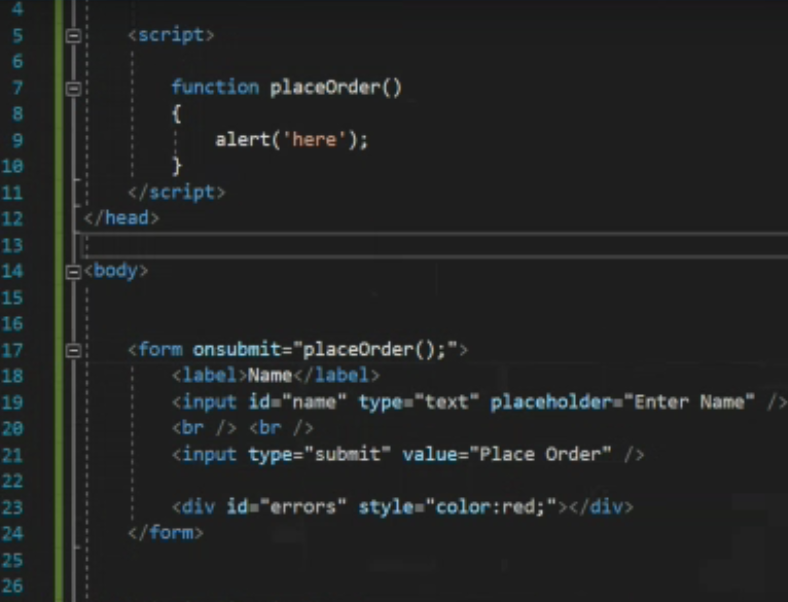 4
5 <script>
6
7 function placeOrder()
8 {
9 alert('here');
10 }
11 </script>
12 </head>
13
14 <body>
15
16
17 <form onsubmit="placeOrder();">
18 <label>Name</label>
19 <input id="name" type="text" placeholder="Enter Name" />
20 <br /> <br />
21 <input type="submit" value="Place Order" />
22
23 <div id="errors" style="color:red;"></div>
24 </form>
25
26